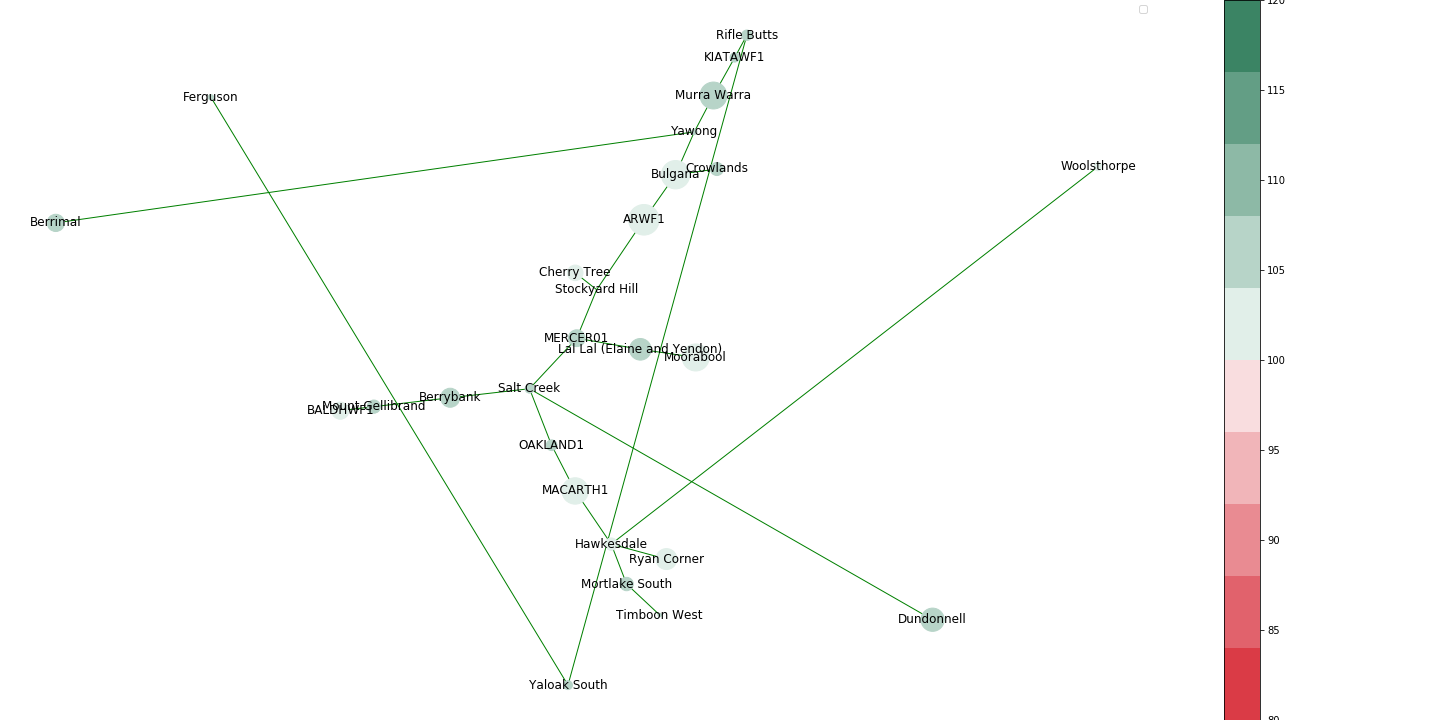 120
Rifle Butts
KIATAWF1
Murra Warra
115
Ferguson
Yawong
Woolsthorpe
Crowlands
Bulgana
110
ARWF1
Berrimal
Cherry Tree
105
Stockyard Hill
MERCER01
Lal Lal (Elaine and Yendon)
Moorabool
100
Salt Creek
Berrybank
Mount Gellibrand
BALDHWF1
OAKLAND1
95
MACARTH1
Hawkesdale
90
Ryan Corner
Mortlake South
Timboon West
Dundonnell
85
Yaloak South
80